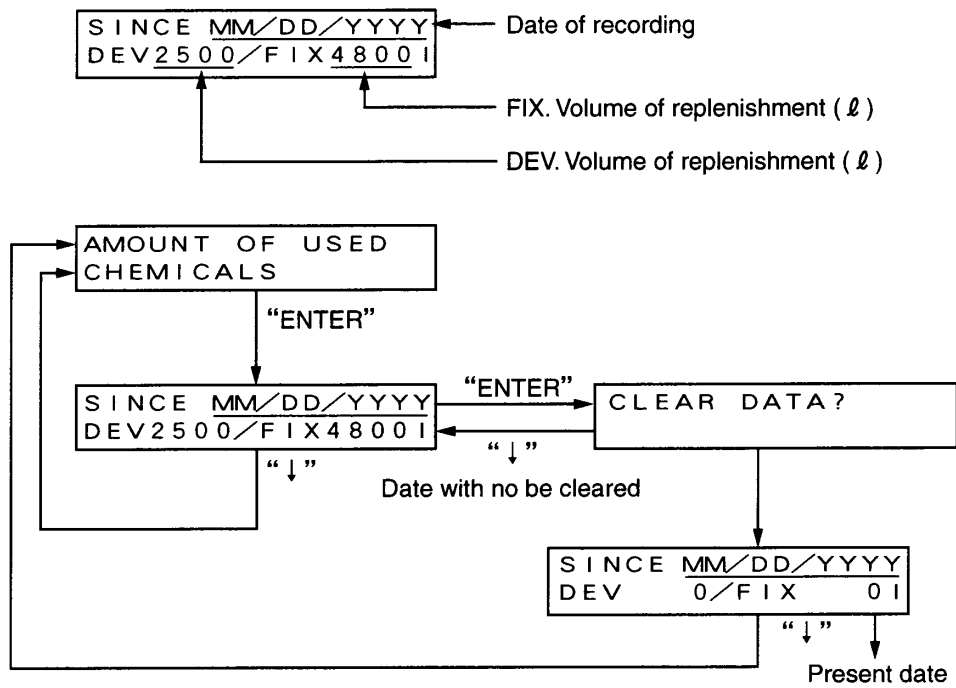 SINCE MM/DD/YYYY
Date of recording
DEV2500/FIX4800l
FIX. Volume of replenishment (ℓ)
DEV. Volume of replenishment (ℓ)
AMOUNT OF USED
CHEMICALS
“ENTER”
SINCE MM/DD/YYYY
DEV2500/FIX4800l
“ENTER”
CLEAR DATA?
“↓”
“↓”
Date with no be cleared
SINCE MM/DD/YYYY
DEV 0/FIX 0l
“↓”
Present date